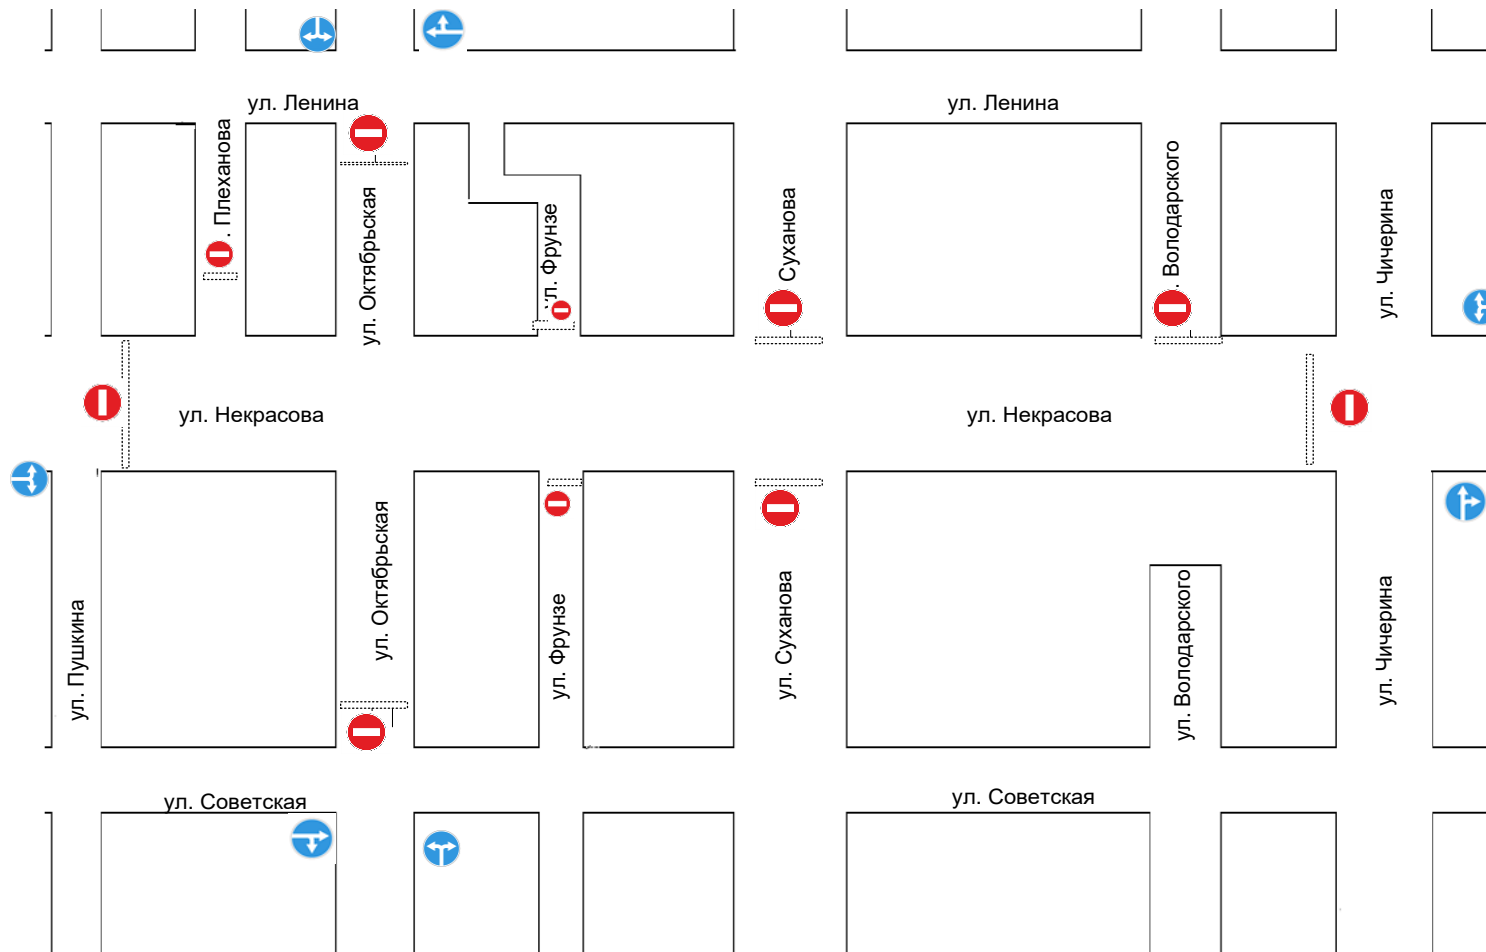 ул. Ленина
ул. Ленина
. Плеханова
ул. Октябрьская
ул. Фрунзе
Суханова
. Володарского
ул. Чичерина
ул. Некрасова
ул. Некрасова
ул. Пушкина
ул. Октябрьская
ул. Фрунзе
ул. Суханова
ул. Володарского
ул. Чичерина
ул. Советская
ул. Советская